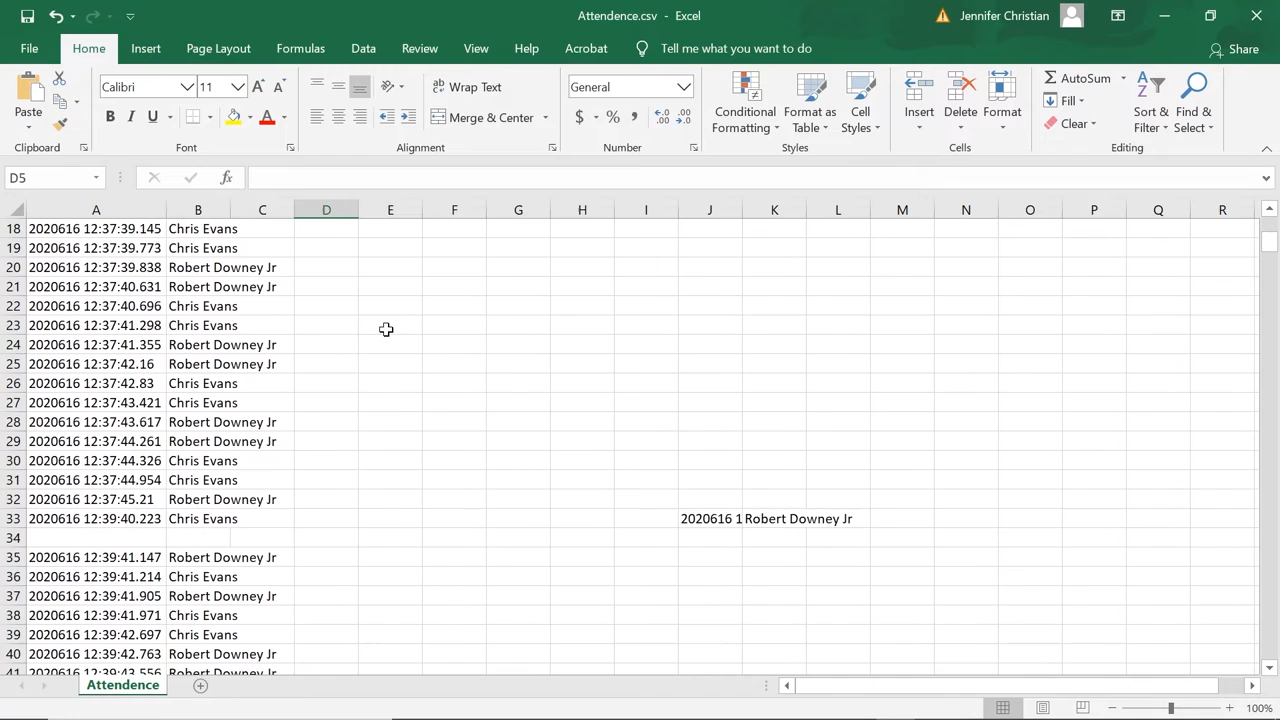 Attendence.csv - Excel
Jennifer Christian
File Home Insert Page Layout Formulas Data Review View Help Acrobat Tell me what you want to do Share
Paste
Clipboard
Calibri 11
B I U A
Font
ab Wrap Text
Merge & Center
Alignment
General
$ % ,
Number
Conditional Formatting
Format as Table
Cell Styles
Styles
Insert Delete Format
Cells
AutoSum
Fill
Clear
Sort & Filter
Find & Select
Editing
D5
fx
A B C D E F G H I J K L M N O P Q R
18 2020616 12:37:39.145 Chris Evans
19 2020616 12:37:39.773 Chris Evans
20 2020616 12:37:39.838 Robert Downey Jr
21 2020616 12:37:40.631 Robert Downey Jr
22 2020616 12:37:40.696 Chris Evans
23 2020616 12:37:41.298 Chris Evans
24 2020616 12:37:41.355 Robert Downey Jr
25 2020616 12:37:42.16 Robert Downey Jr
26 2020616 12:37:42.83 Chris Evans
27 2020616 12:37:43.421 Chris Evans
28 2020616 12:37:43.617 Robert Downey Jr
29 2020616 12:37:44.261 Robert Downey Jr
30 2020616 12:37:44.326 Chris Evans
31 2020616 12:37:44.954 Chris Evans
32 2020616 12:37:45.21 Robert Downey Jr
33 2020616 12:39:40.223 Chris Evans 2020616 1 Robert Downey Jr
34
35 2020616 12:39:41.147 Robert Downey Jr
36 2020616 12:39:41.214 Chris Evans
37 2020616 12:39:41.905 Robert Downey Jr
38 2020616 12:39:41.971 Chris Evans
39 2020616 12:39:42.697 Chris Evans
40 2020616 12:39:42.763 Robert Downey Jr
41 2020616 12:39:43.556 Robert Downey Jr
Attendence
100%